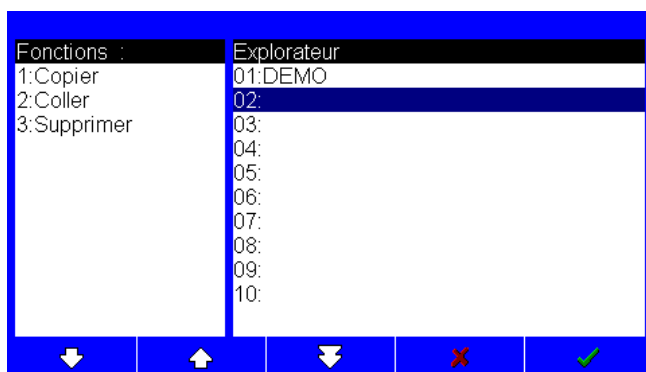 Fonctions :
1:Copier
2:Coller
3:Supprimer
Explorateur
01:DEMO
02:
03:
04:
05:
06:
07:
08:
09:
10: